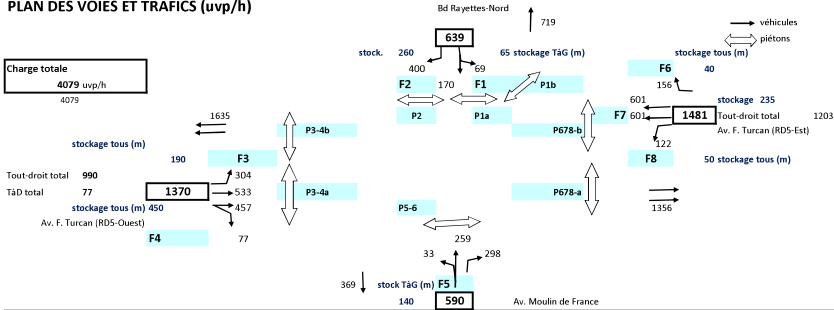 PLAN DES VOIES ET TRAFICS (uvp/h)
Bd Rayettes-Nord
719
véhicules
piétons
639
stock. 260
65 stockage TàG (m)
stockage tous (m)
Charge totale
4079 uvp/h
4079
400
69
F6
40
F2
170
F1
P1b
156
stockage 235
601
1635
P2
P1a
F7
601
1481
Tout-droit total 1203
P3-4b
P678-b
Av. F. Turcan (RD5-Est)
stockage tous (m)
122
190
F3
F8
50 stockage tous (m)
Tout-droit total 990
304
TàD total 77
1370
533
P3-4a
P678-a
stockage tous (m) 450
457
P5-6
1356
Av. F. Turcan (RD5-Ouest)
F4
77
259
33
298
369
stock TàG (m)
F5
140
590
Av. Moulin de France